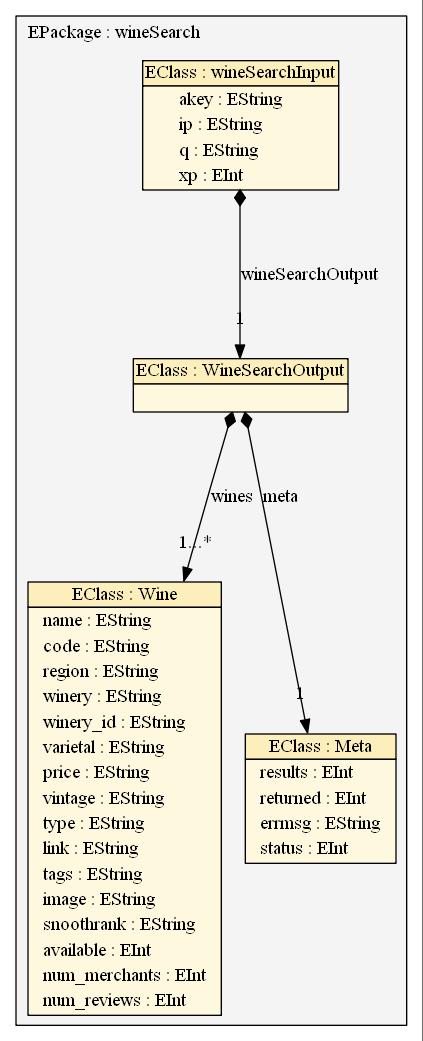 EPackage : wineSearch
EClass : wineSearchInput
akey : EString
ip : EString
q : EString
xp : EInt
wineSearchOutput
1
EClass : WineSearchOutput
wines
meta
1...*
EClass : Wine
name : EString
code : EString
region : EString
winery : EString
winery_id : EString
varietal : EString
price : EString
vintage : EString
type : EString
link : EString
tags : EString
image : EString
snoothrank : EString
available : EInt
num_merchants : EInt
num_reviews : EInt
1
EClass : Meta
results : EInt
returned : EInt
errmsg : EString
status : EInt